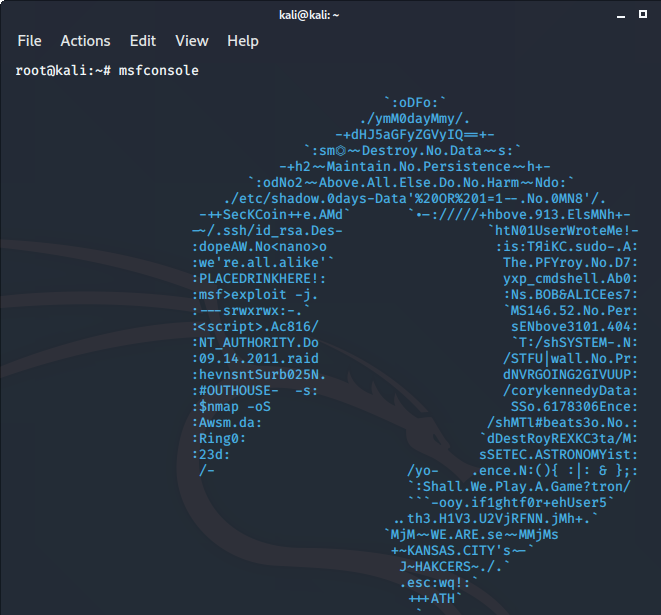 kali@kali: ~
File Actions Edit View Help
root@kali:~# msfconsole
`:oDFo:`
./ymM0dayMmy/.
-+dHJ5aGFyZGVyIQ==+-
`:sm⏣~~Destroy.No.Data~~s:`
-+h2~~Maintain.No.Persistence~~h+-
`:odNo2~~Above.All.Else.Do.No.Harm~~Ndo:`
./etc/shadow.0days-Data'%20OR%201=1--.No.0MN8'/.
-++SecKCoin++e.AMd` `•-://///+hbove.913.ElsMNh+-
-~/.ssh/id_rsa.Des- `htN01UserWroteMe!-
:dopeAW.No<nano>o :is:TЯiKC.sudo-.A:
:we're.all.alike'` The.PFYroy.No.D7:
:PLACEDRINKHERE!: yxp_cmdshell.Ab0:
:msf>exploit -j. :Ns.BOB&ALICEes7:
:---srwxrwx:-.` `MS146.52.No.Per:
:<script>.Ac816/ sENbove3101.404:
:NT_AUTHORITY.Do `T:/shSYSTEM-.N:
:09.14.2011.raid /STFU|wall.No.Pr:
:hevnsntSurb025N. dNVRGOING2GIVUUP:
:#OUTHOUSE- -s: /corykennedyData:
:$nmap -oS SSo.6178306Ence:
:Awsm.da: /shMTl#beats3o.No.:
:Ring0: `dDestRoyREXKC3ta/M:
:23d: sSETEC.ASTRONOMYist:
/- /yo- .ence.N:(){ :|: & };:
`:Shall.We.Play.A.Game?tron/
```-ooy.if1ghtf0r+ehUser5`
..th3.H1V3.U2VjRFNN.jMh+.`
`MjM~~WE.ARE.se~~MMjMs
+~KANSAS.CITY's~-`
J~HAKCERS~./.`
.esc:wq!:`
+++ATH`
`